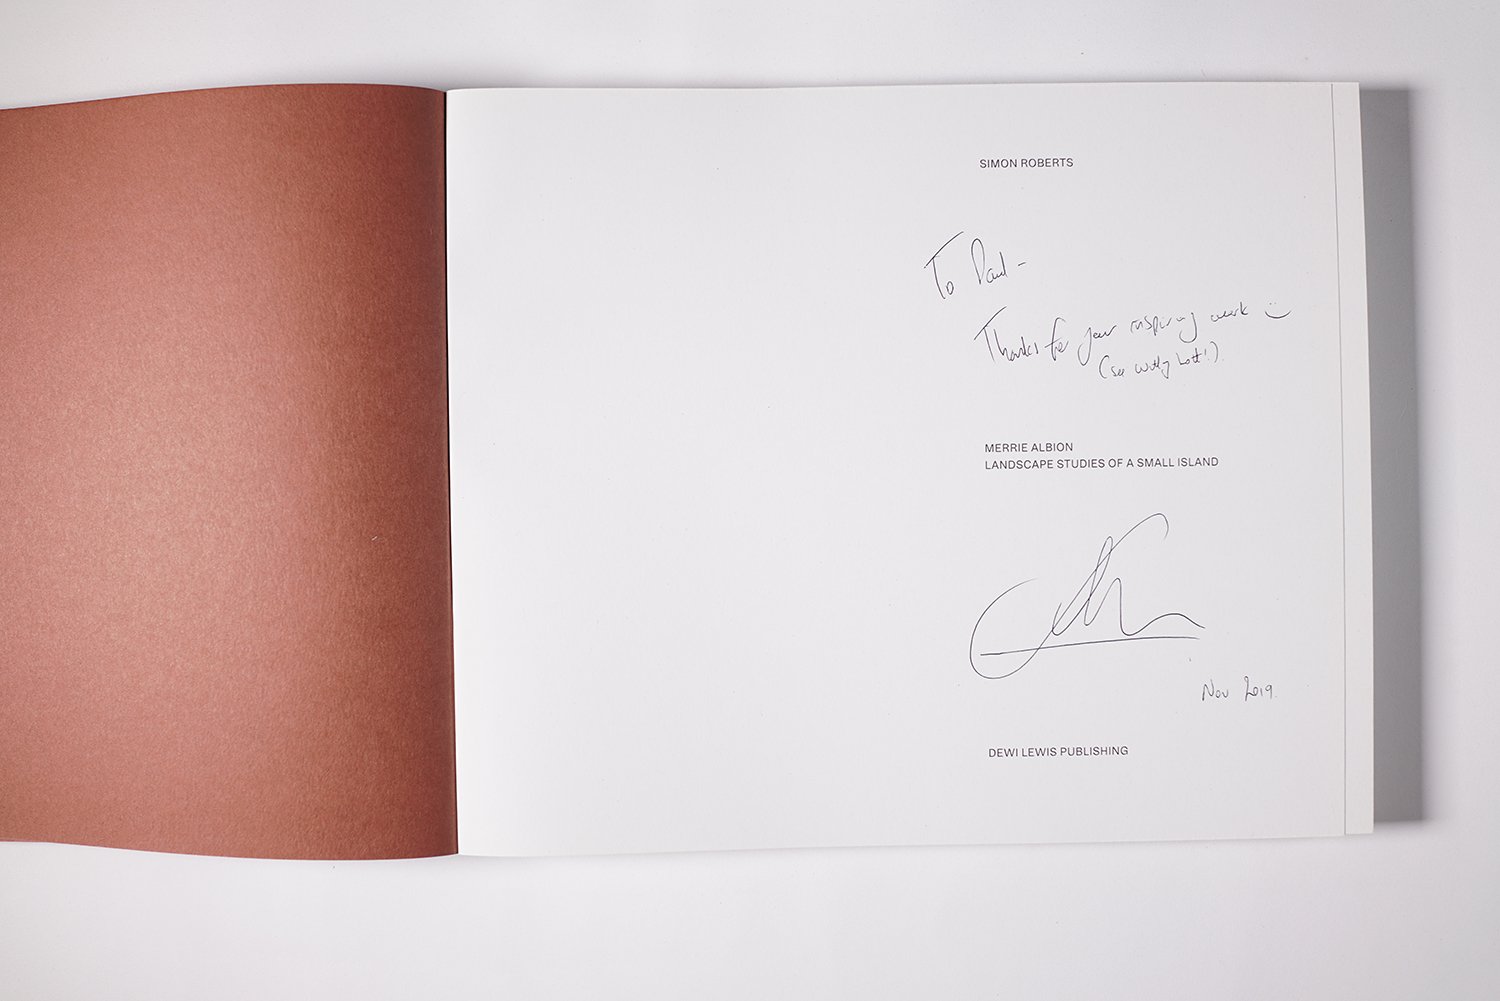 SIMON ROBERTS
To Paul -
Thanks for your inspiring work :)
(see Willy Lott!).
MERRIE ALBION
LANDSCAPE STUDIES OF A SMALL ISLAND
Nov 2019.
DEWI LEWIS PUBLISHING